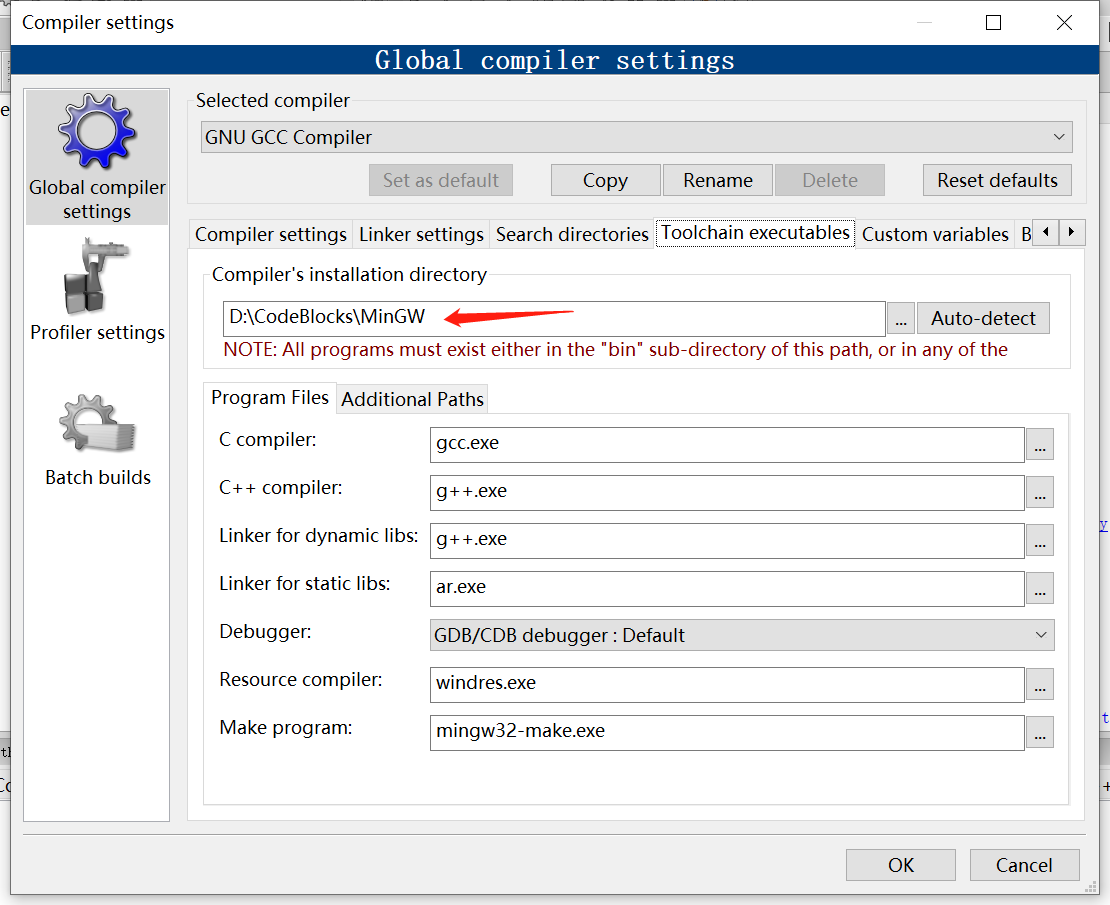 Compiler settings
Global compiler settings
Global compiler
settings
Profiler settings
Batch builds
Selected compiler
GNU GCC Compiler
Set as default
Copy
Rename
Delete
Reset defaults
Compiler settings
Linker settings
Search directories
Toolchain executables
Custom variables
B
Compiler's installation directory
D:\CodeBlocks\MinGW
...
Auto-detect
NOTE: All programs must exist either in the "bin" sub-directory of this path, or in any of the
Program Files
Additional Paths
C compiler:
gcc.exe
...
C++ compiler:
g++.exe
...
Linker for dynamic libs:
g++.exe
...
Linker for static libs:
ar.exe
...
Debugger:
GDB/CDB debugger : Default
Resource compiler:
windres.exe
...
Make program:
mingw32-make.exe
...
OK
Cancel